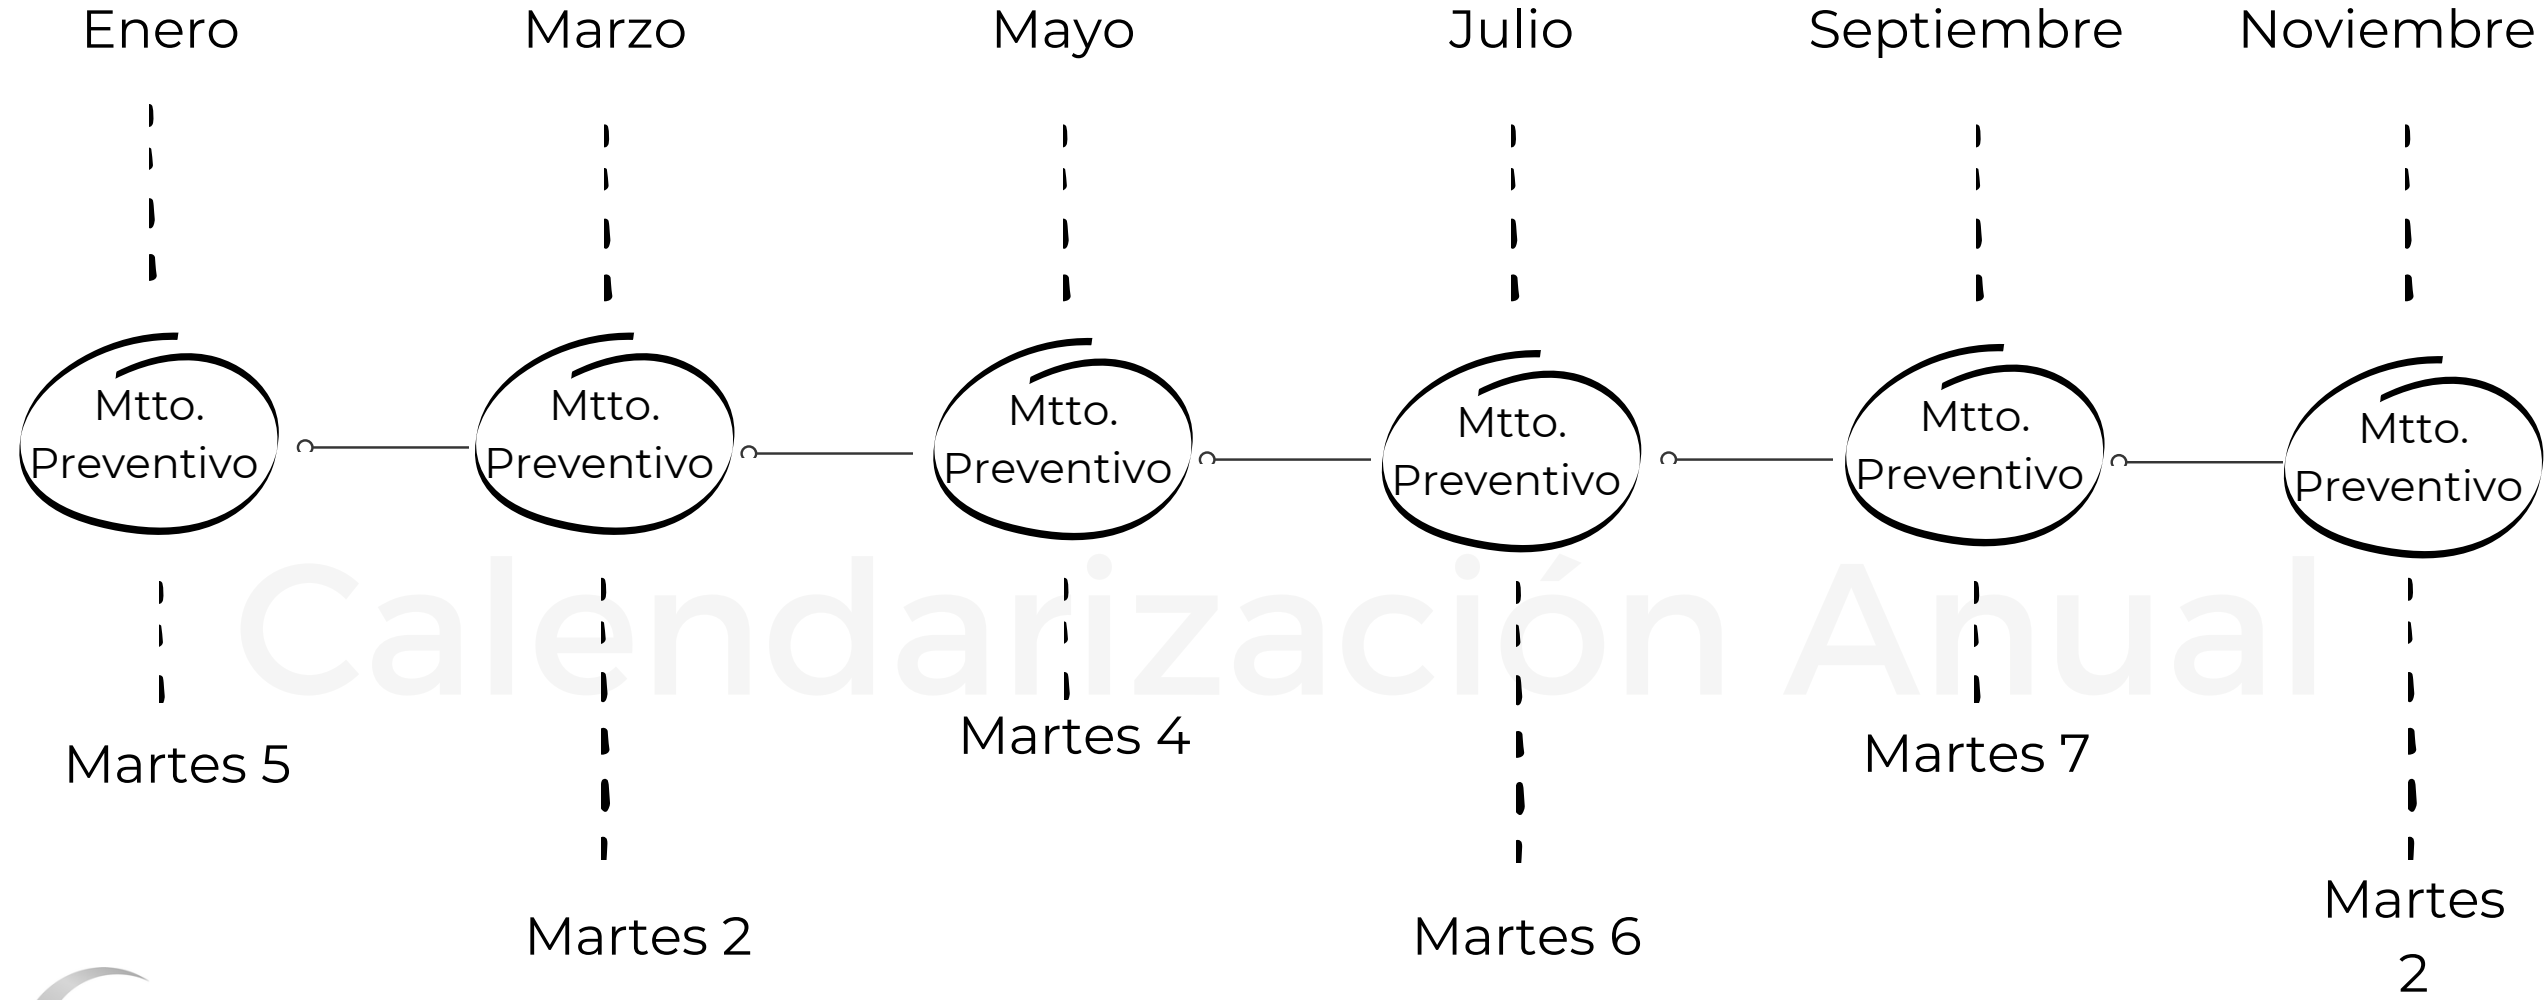 Enero
Marzo
Mayo
Julio
Septiembre
Noviembre
Mtto.
Preventivo
Mtto.
Preventivo
Mtto.
Preventivo
Mtto.
Preventivo
Mtto.
Preventivo
Mtto.
Preventivo
Calendarización Anual
Martes 5
Martes 2
Martes 4
Martes 6
Martes 7
Martes
2